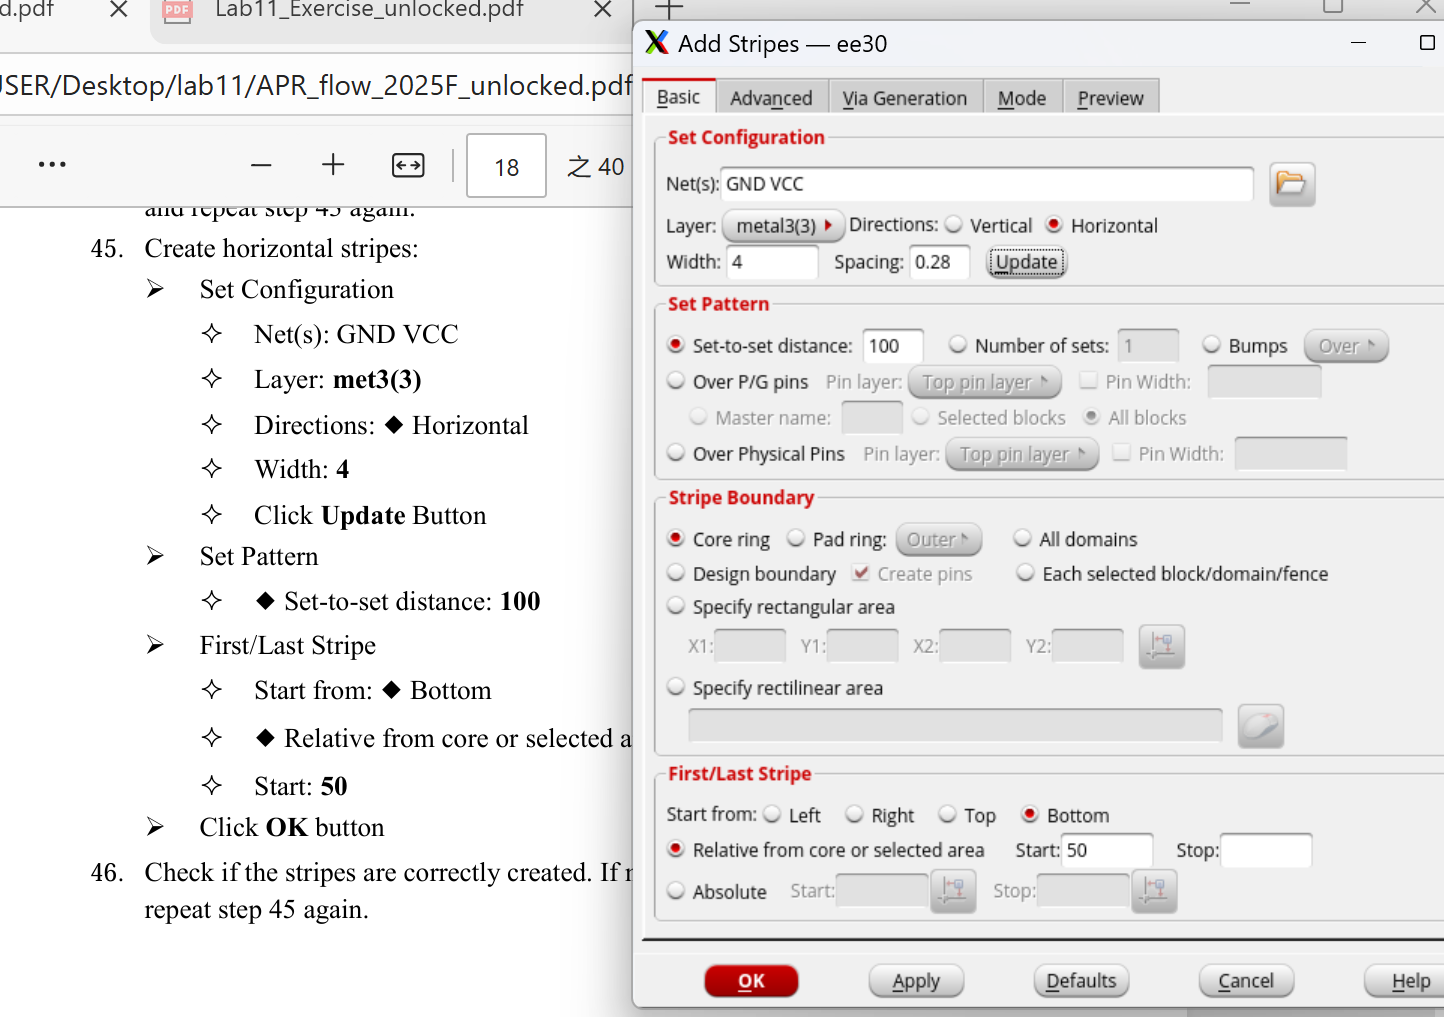 d.pdf
PDF Lab11_Exercise_unlocked.pdf
USER/Desktop/lab11/APR_flow_2025F_unlocked.pdf
18 之 40
and repeat step 45 again.
45. Create horizontal stripes:
Set Configuration
Net(s): GND VCC
Layer: met3(3)
Directions: ◆ Horizontal
Width: 4
Click Update Button
Set Pattern
◆ Set-to-set distance: 100
First/Last Stripe
Start from: ◆ Bottom
◆ Relative from core or selected a
Start: 50
Click OK button
46. Check if the stripes are correctly created. If
repeat step 45 again.
Add Stripes — ee30
Basic Advanced Via Generation Mode Preview
Set Configuration
Net(s): GND VCC
Layer: metal3(3) Directions: Vertical Horizontal
Width: 4 Spacing: 0.28 Update
Set Pattern
Set-to-set distance: 100 Number of sets: 1 Bumps Over
Over P/G pins Pin layer: Top pin layer Pin Width:
Master name: Selected blocks All blocks
Over Physical Pins Pin layer: Top pin layer Pin Width:
Stripe Boundary
Core ring Pad ring: Outer All domains
Design boundary Create pins Each selected block/domain/fence
Specify rectangular area
X1: Y1: X2: Y2:
Specify rectilinear area
First/Last Stripe
Start from: Left Right Top Bottom
Relative from core or selected area Start: 50 Stop:
Absolute Start: Stop:
OK Apply Defaults Cancel Help